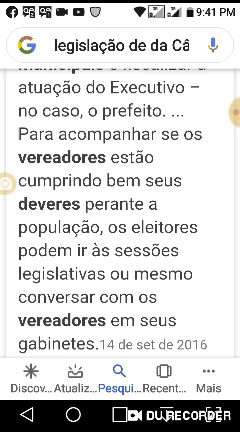 9:41 PM
legislação de da Câ
atuação do Executivo –
no caso, o prefeito. ...
Para acompanhar se os
vereadores estão
cumprindo bem seus
deveres perante a
população, os eleitores
podem ir às sessões
legislativas ou mesmo
conversar com os
vereadores em seus
gabinetes. 14 de set de 2016
Discov... Atualiz... Pesqui... Recent... Mais
DU RECORDER